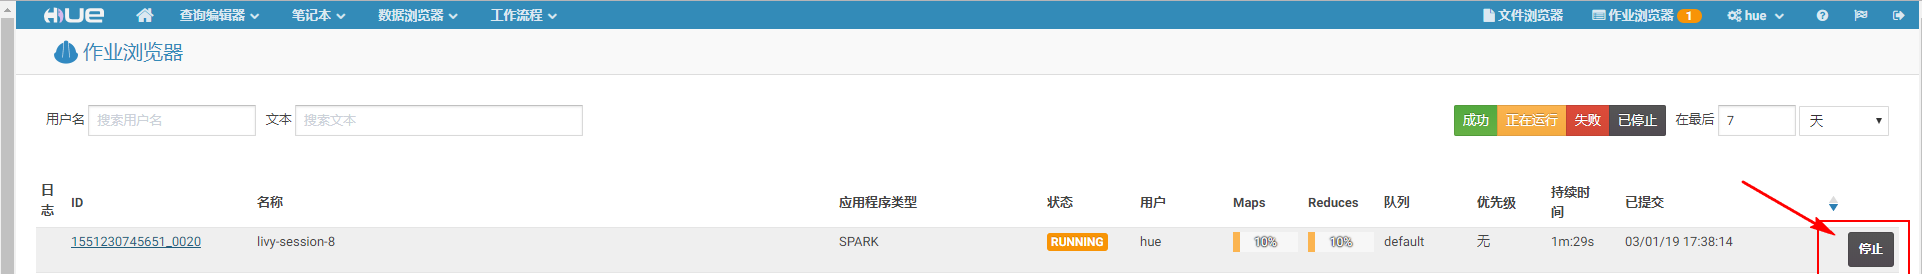 HUE 查询编辑器 笔记本 数据浏览器 工作流程 文件浏览器 作业浏览器 1 hue
作业浏览器
用户名 搜索用户名 文本 搜索文本 成功 正在运行 失败 已停止 在最后 7 天
日志 ID 名称 应用程序类型 状态 用户 Maps Reduces 队列 优先级 持续时间 已提交
1551230745651_0020 livy-session-8 SPARK RUNNING hue 10% 10% default 无 1m:29s 03/01/19 17:38:14 停止